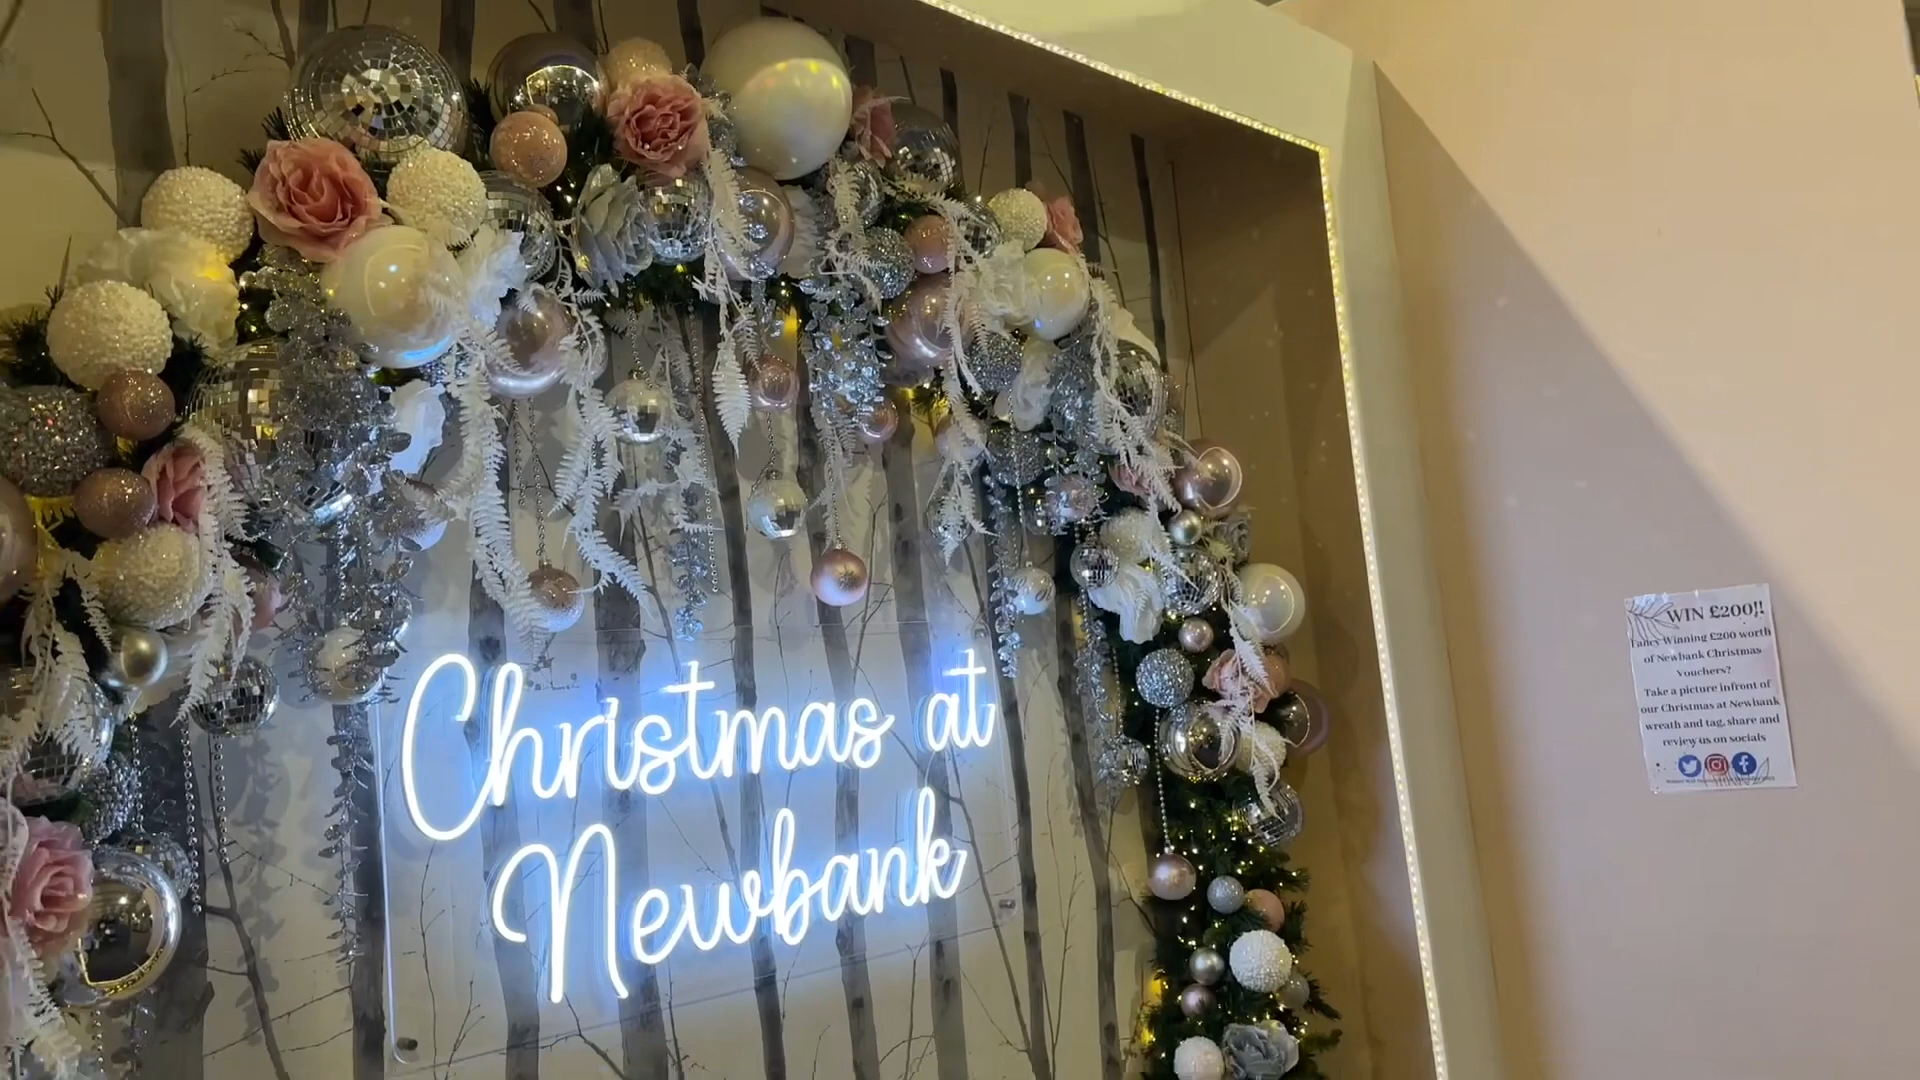 Christmas at
Newbank
WIN £200!!
Fancy Winning £200 worth
of Newbank Christmas
Vouchers?
Take a picture infront of
our Christmas at Newbank
wreath and tag, share and
review us on socials